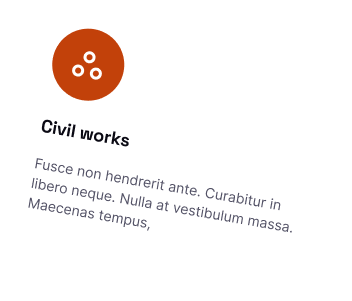 Civil works
Fusce non hendrerit ante. Curabitur in
libero neque. Nulla at vestibulum massa.
Maecenas tempus,